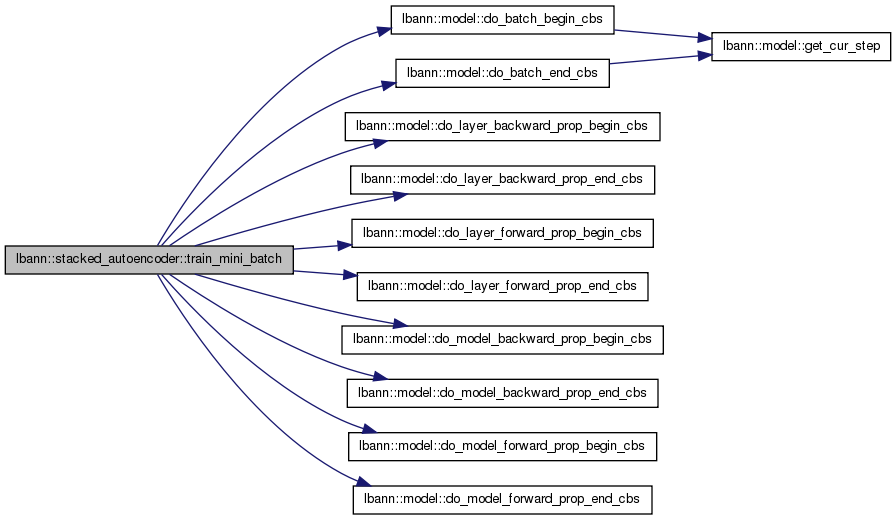 lbann::model::do_batch_begin_cbs
lbann::model::get_cur_step
lbann::model::do_batch_end_cbs
lbann::model::do_layer_backward_prop_begin_cbs
lbann::model::do_layer_backward_prop_end_cbs
lbann::model::do_layer_forward_prop_begin_cbs
lbann::stacked_autoencoder::train_mini_batch
lbann::model::do_layer_forward_prop_end_cbs
lbann::model::do_model_backward_prop_begin_cbs
lbann::model::do_model_backward_prop_end_cbs
lbann::model::do_model_forward_prop_begin_cbs
lbann::model::do_model_forward_prop_end_cbs